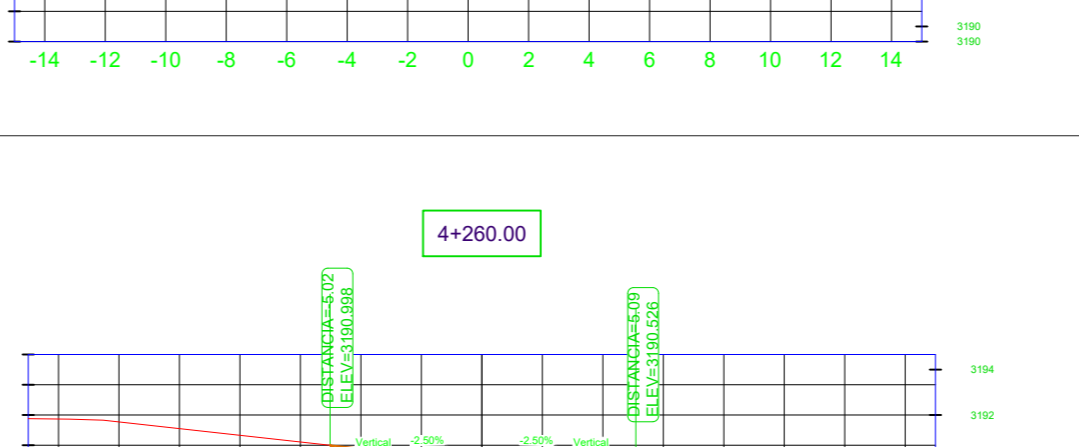 3190
3190
-14 -12 -10 -8 -6 -4 -2 0 2 4 6 8 10 12 14
4+260.00
DISTANCIA=-5.02
ELEV=3190.998
DISTANCIA=5.09
ELEV=3190.526
3194
3192
Vertical -2.50% -2.50% Vertical